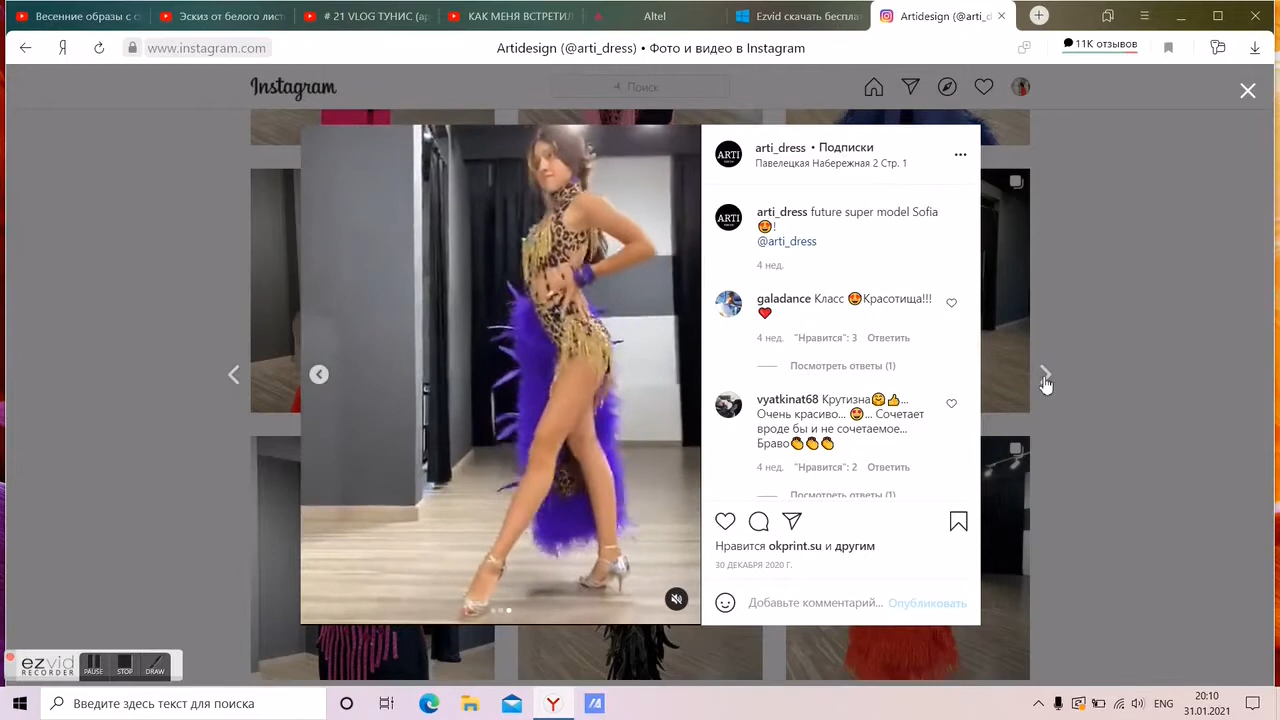 Весенние образы с с
Эскиз от белого лист
# 21 VLOG ТУНИС (ар
КАК МЕНЯ ВСТРЕТИЛ
Altel
Ezvid скачать бесплат
Artidesign (@arti_d
www.instagram.com
Artidesign (@arti_dress) • Фото и видео в Instagram
11K отзывов
Instagram
Поиск
ARTI
arti_dress • Подписки
Павелецкая Набережная 2 Стр. 1
ARTI
arti_dress future super model Sofia
😍!
@arti_dress
4 нед.
galadance Класс 😍Красотища!!!
❤️
4 нед. "Нравится": 3 Ответить
Посмотреть ответы (1)
vyatkinat68 Крутизна🤗👍...
Очень красиво... 😍... Сочетает
вроде бы и не сочетаемое...
Браво👏👏👏
4 нед. "Нравится": 2 Ответить
Посмотреть ответы (1)
Нравится okprint.su и другим
30 ДЕКАБРЯ 2020 Г.
Добавьте комментарий... Опубликовать
ezvid
RECORDER
PAUSE
STOP
DRAW
Введите здесь текст для поиска
ENG
20:10
31.01.2021